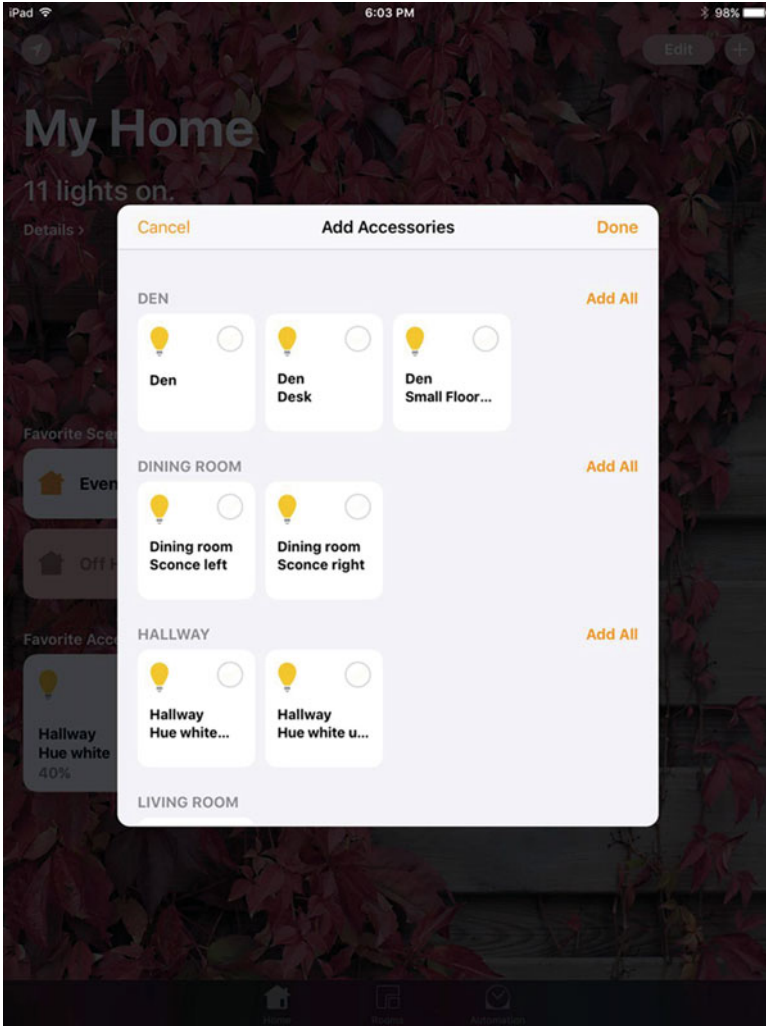 iPad
6:03 PM
98%
Edit
My Home
11 lights on.
Details >
Cancel
Add Accessories
Done
DEN
Add All
Den
Den
Desk
Den
Small Floor...
Favorite Scen
DINING ROOM
Add All
Even
Dining room
Sconce left
Dining room
Sconce right
Off H
Favorite Acce
HALLWAY
Add All
Hallway
Hue white...
Hallway
Hue white u...
Hallway
Hue white
40%
LIVING ROOM
Home
Rooms
Automation